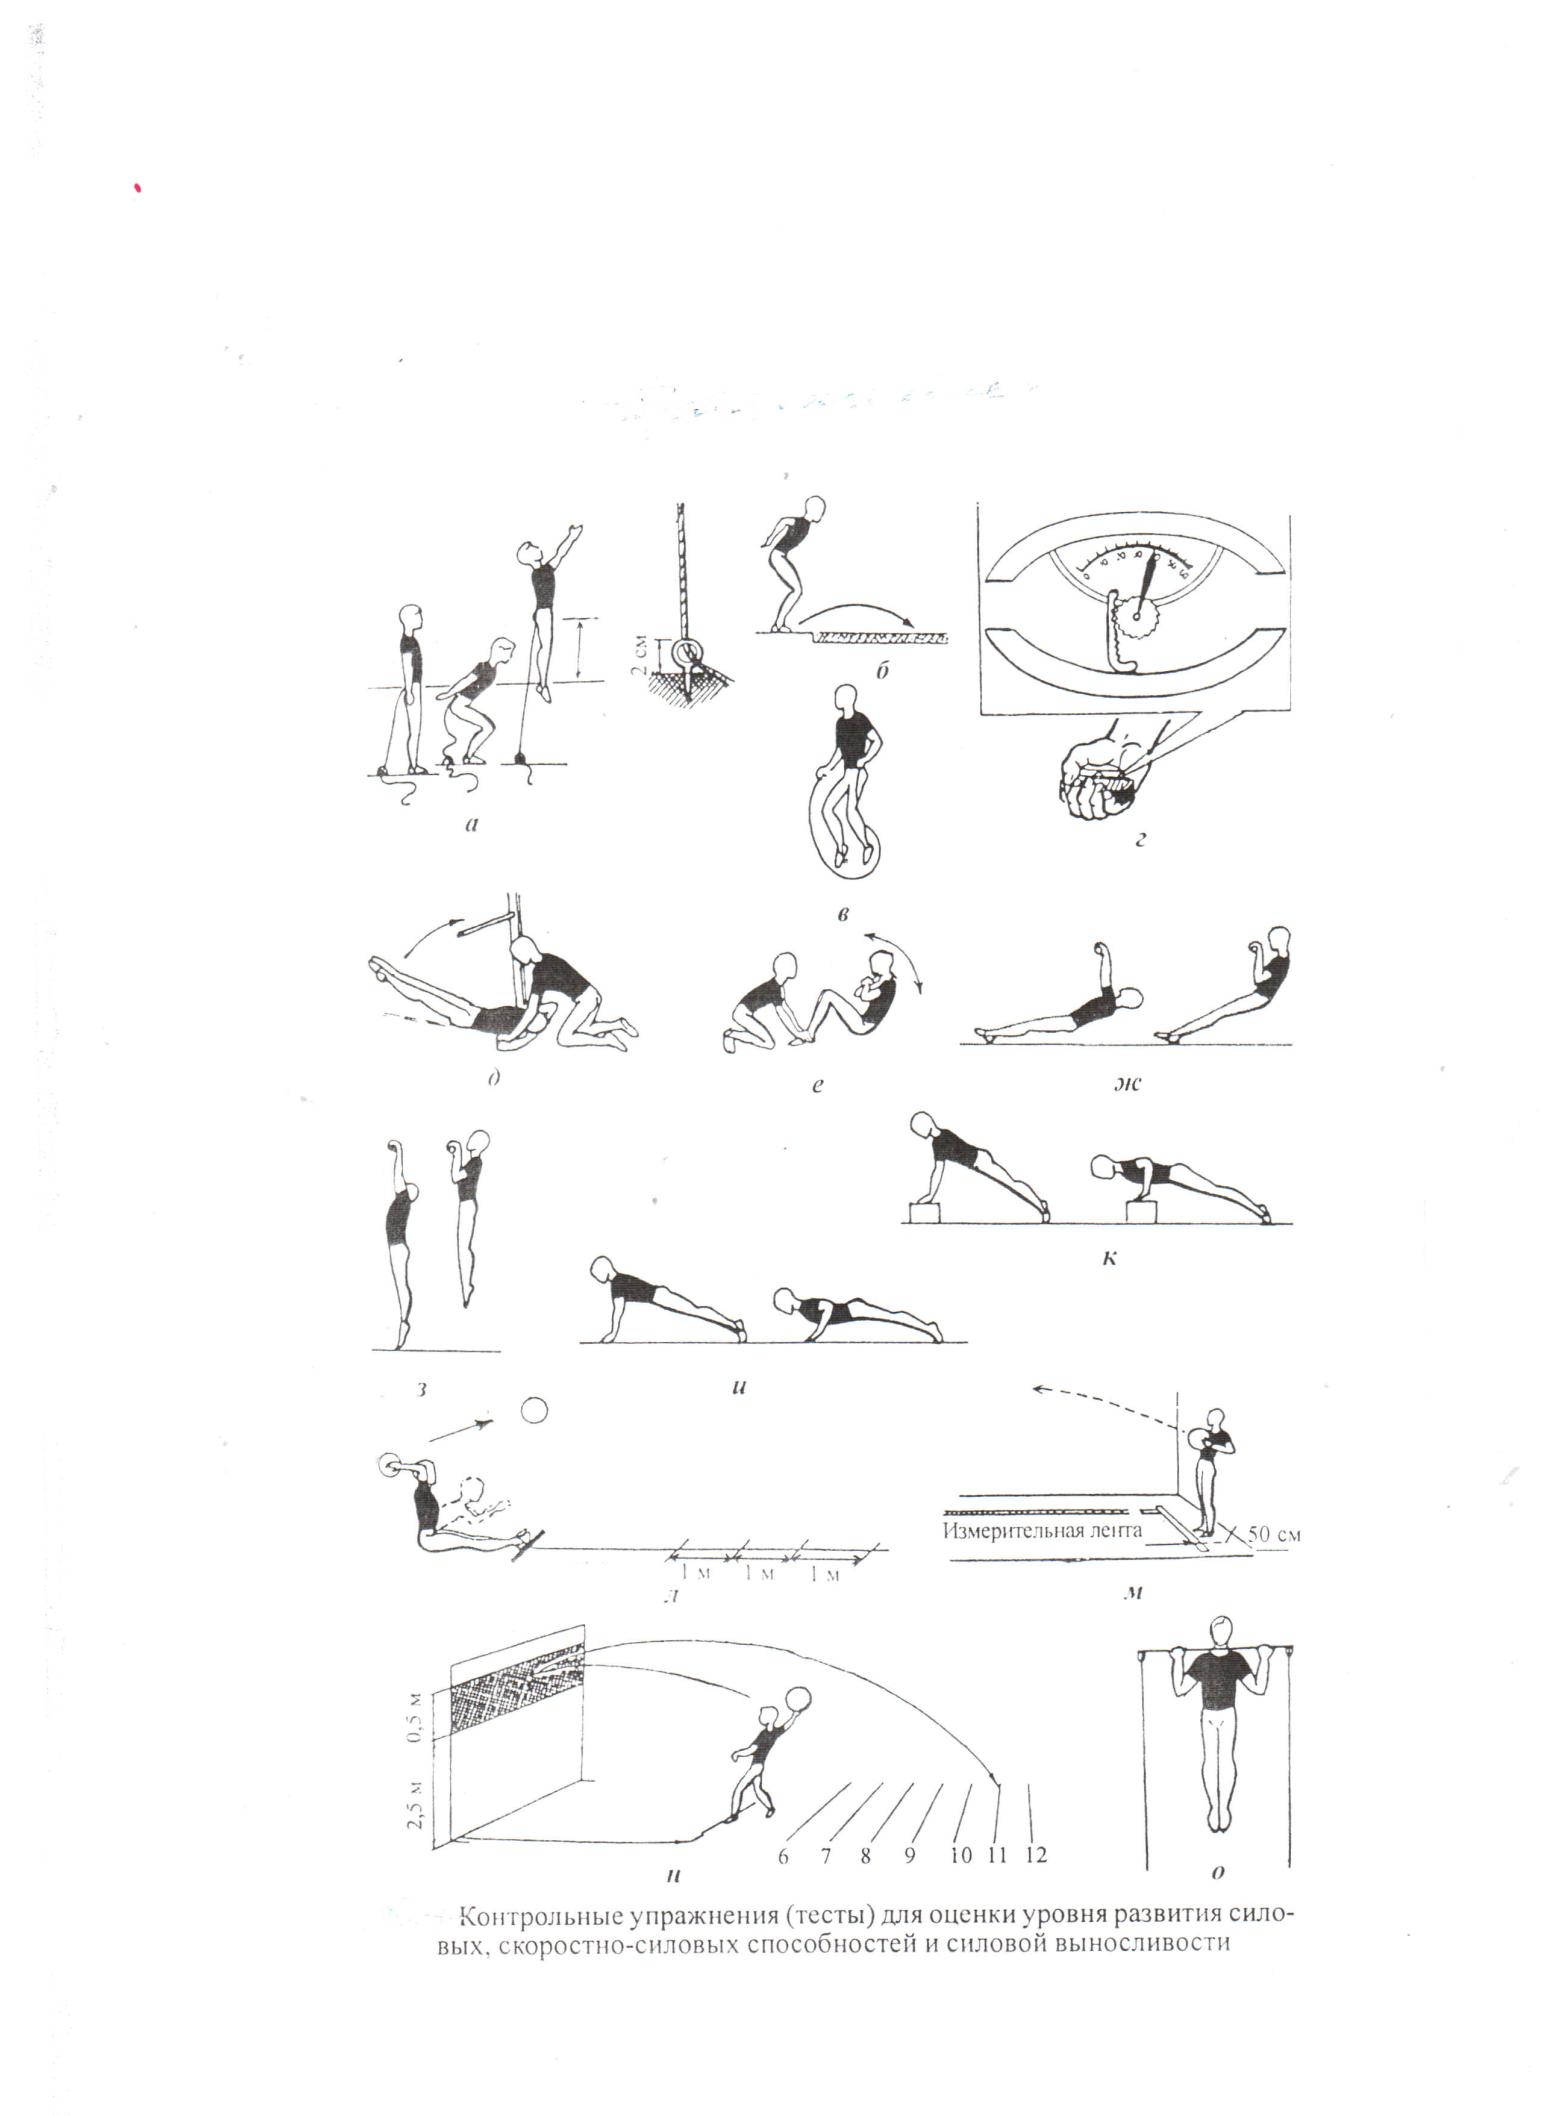 2 см
а
б
в
г
д
е
ж
з
и
к
1 м 1 м 1 м
л
Измерительная лента
50 см
м
0,5 м
2,5 м
6 7 8 9 10 11 12
н
о
Контрольные упражнения (тесты) для оценки уровня развития сило-
вых, скоростно-силовых способностей и силовой выносливости